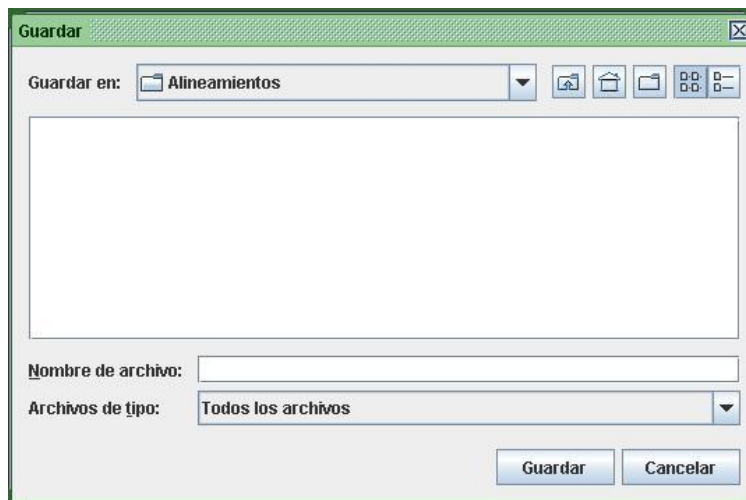 Guardar
Guardar en: Alineamientos
Nombre de archivo:
Archivos de tipo: Todos los archivos
Guardar Cancelar